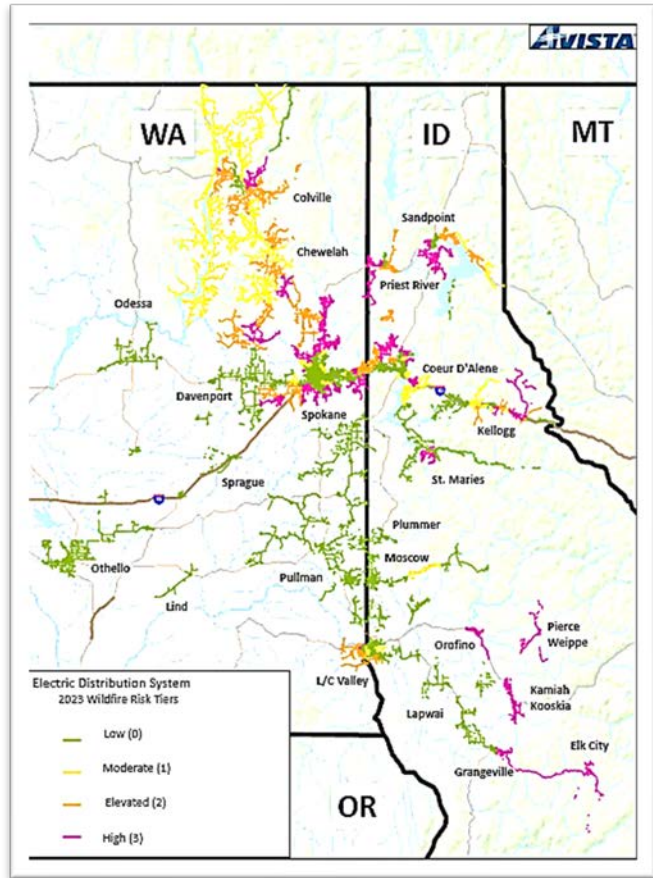 AVISTA
WA
ID
MT
Colville
Sandpoint
Chewelah
Priest River
Odessa
Coeur D'Alene
Davenport
Spokane
Kellogg
Sprague
St. Maries
Plummer
Othello
Moscow
Lind
Pullman
Orofino
Pierce
Weippe
L/C Valley
Kamiah
Kooskia
Lapwai
Elk City
Grangeville
OR
Electric Distribution System
2023 Wildfire Risk Tiers
Low (0)
Moderate (1)
Elevated (2)
High (3)